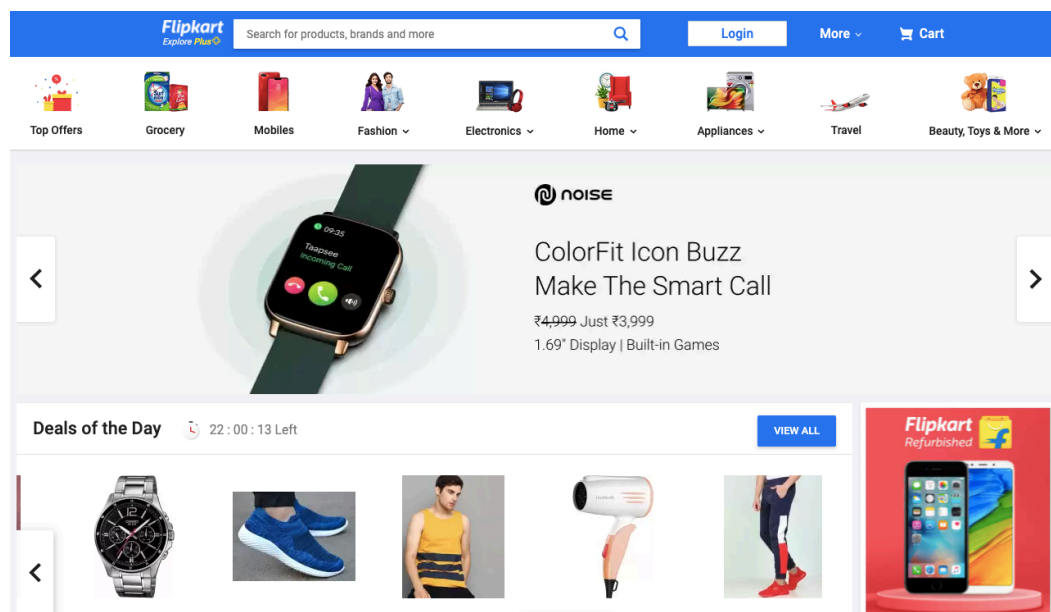 Flipkart
Explore Plus
Search for products, brands and more
Login
More
Cart
Top Offers
Grocery
Mobiles
Fashion
Electronics
Home
Appliances
Travel
Beauty, Toys & More
09:35
Taapsee
Incoming Call
noise
ColorFit Icon Buzz
Make The Smart Call
₹4,999 Just ₹3,999
1.69" Display | Built-in Games
Deals of the Day
22 : 00 : 13 Left
VIEW ALL
Flipkart
Refurbished